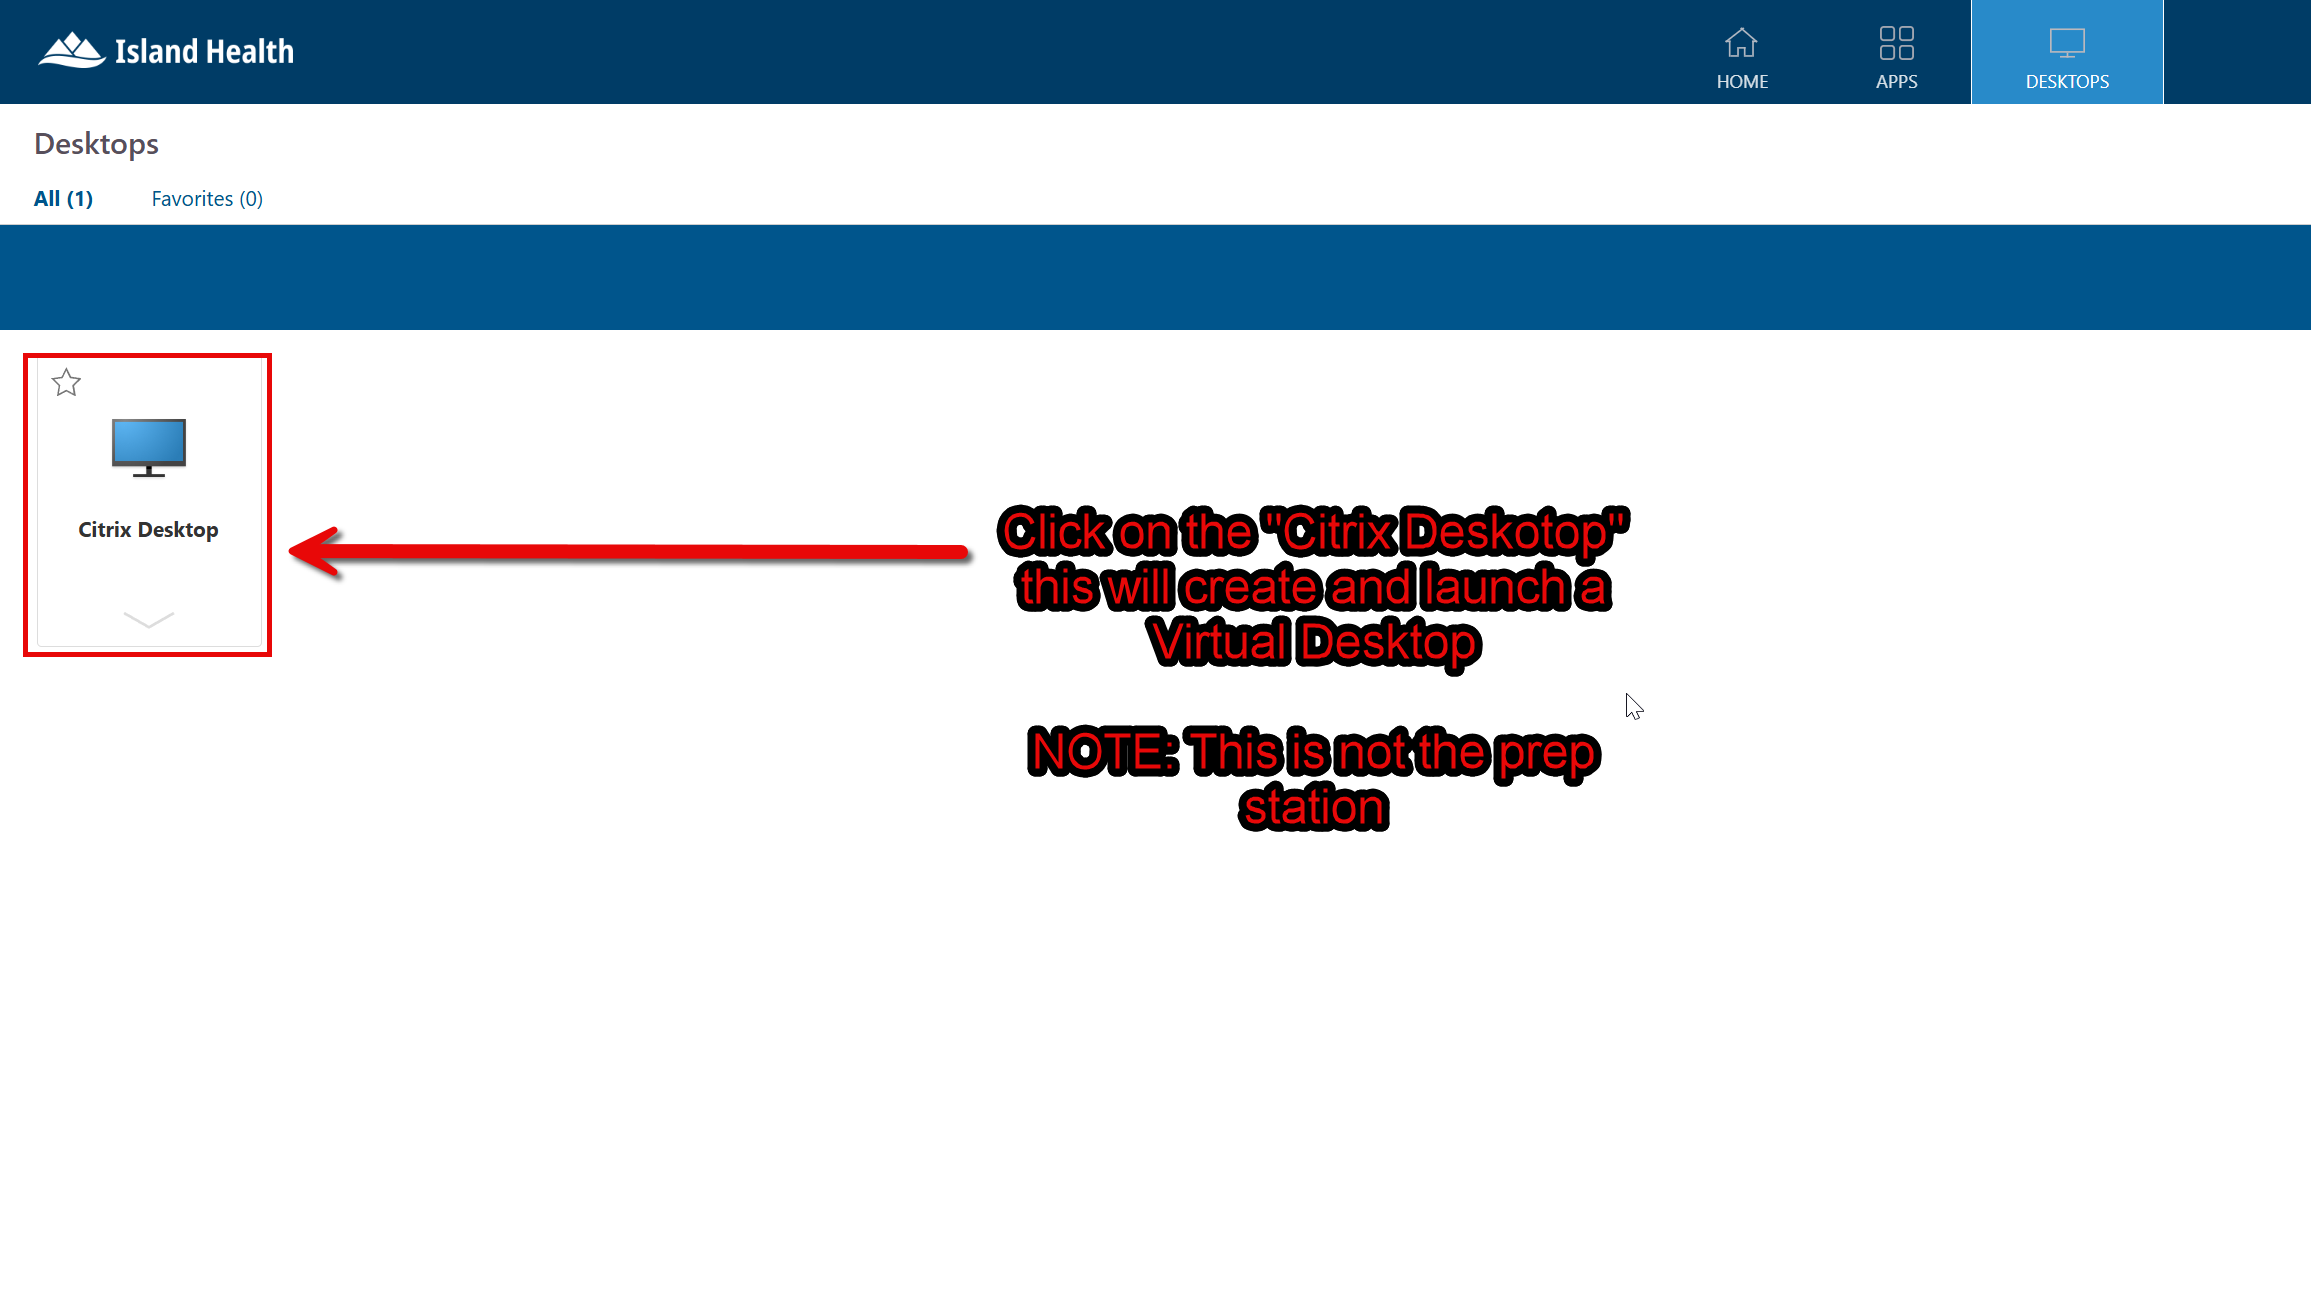 Island Health
HOME
APPS
DESKTOPS
Desktops
All (1)
Favorites (0)
Citrix Desktop
Click on the "Citrix Deskotop"
this will create and launch a
Virtual Desktop
NOTE: This is not the prep
station